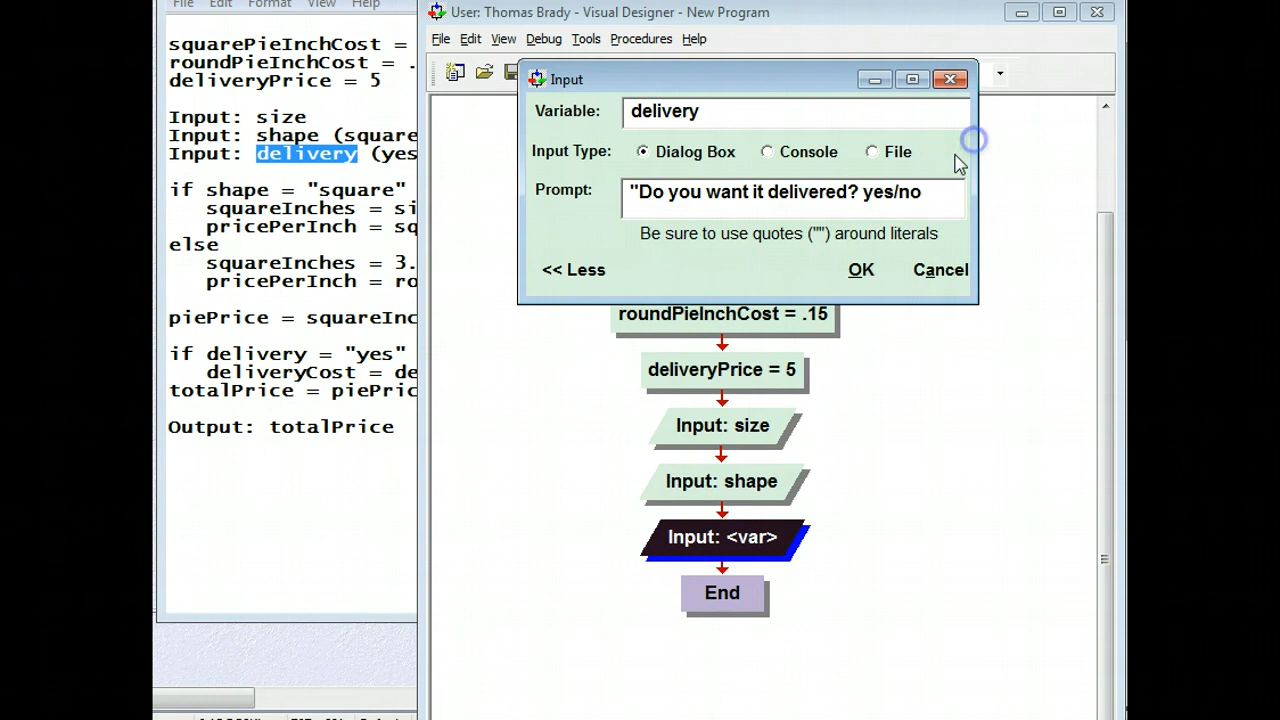 File Edit Format View Help
squarePieInchCost =
roundPieInchCost = .
deliveryPrice = 5
Input: size
Input: shape (square
Input: delivery (yes
if shape = "square"
squareInches = si
pricePerInch = sq
else
squareInches = 3.
pricePerInch = ro
piePrice = squareInc
if delivery = "yes"
deliveryCost = de
totalPrice = piePric
Output: totalPrice
User: Thomas Brady - Visual Designer - New Program
File Edit View Debug Tools Procedures Help
Input
Variable: delivery
Input Type: Dialog Box Console File
Prompt: "Do you want it delivered? yes/no
Be sure to use quotes ("") around literals
<< Less OK Cancel
roundPieInchCost = .15
deliveryPrice = 5
Input: size
Input: shape
Input: <var>
End